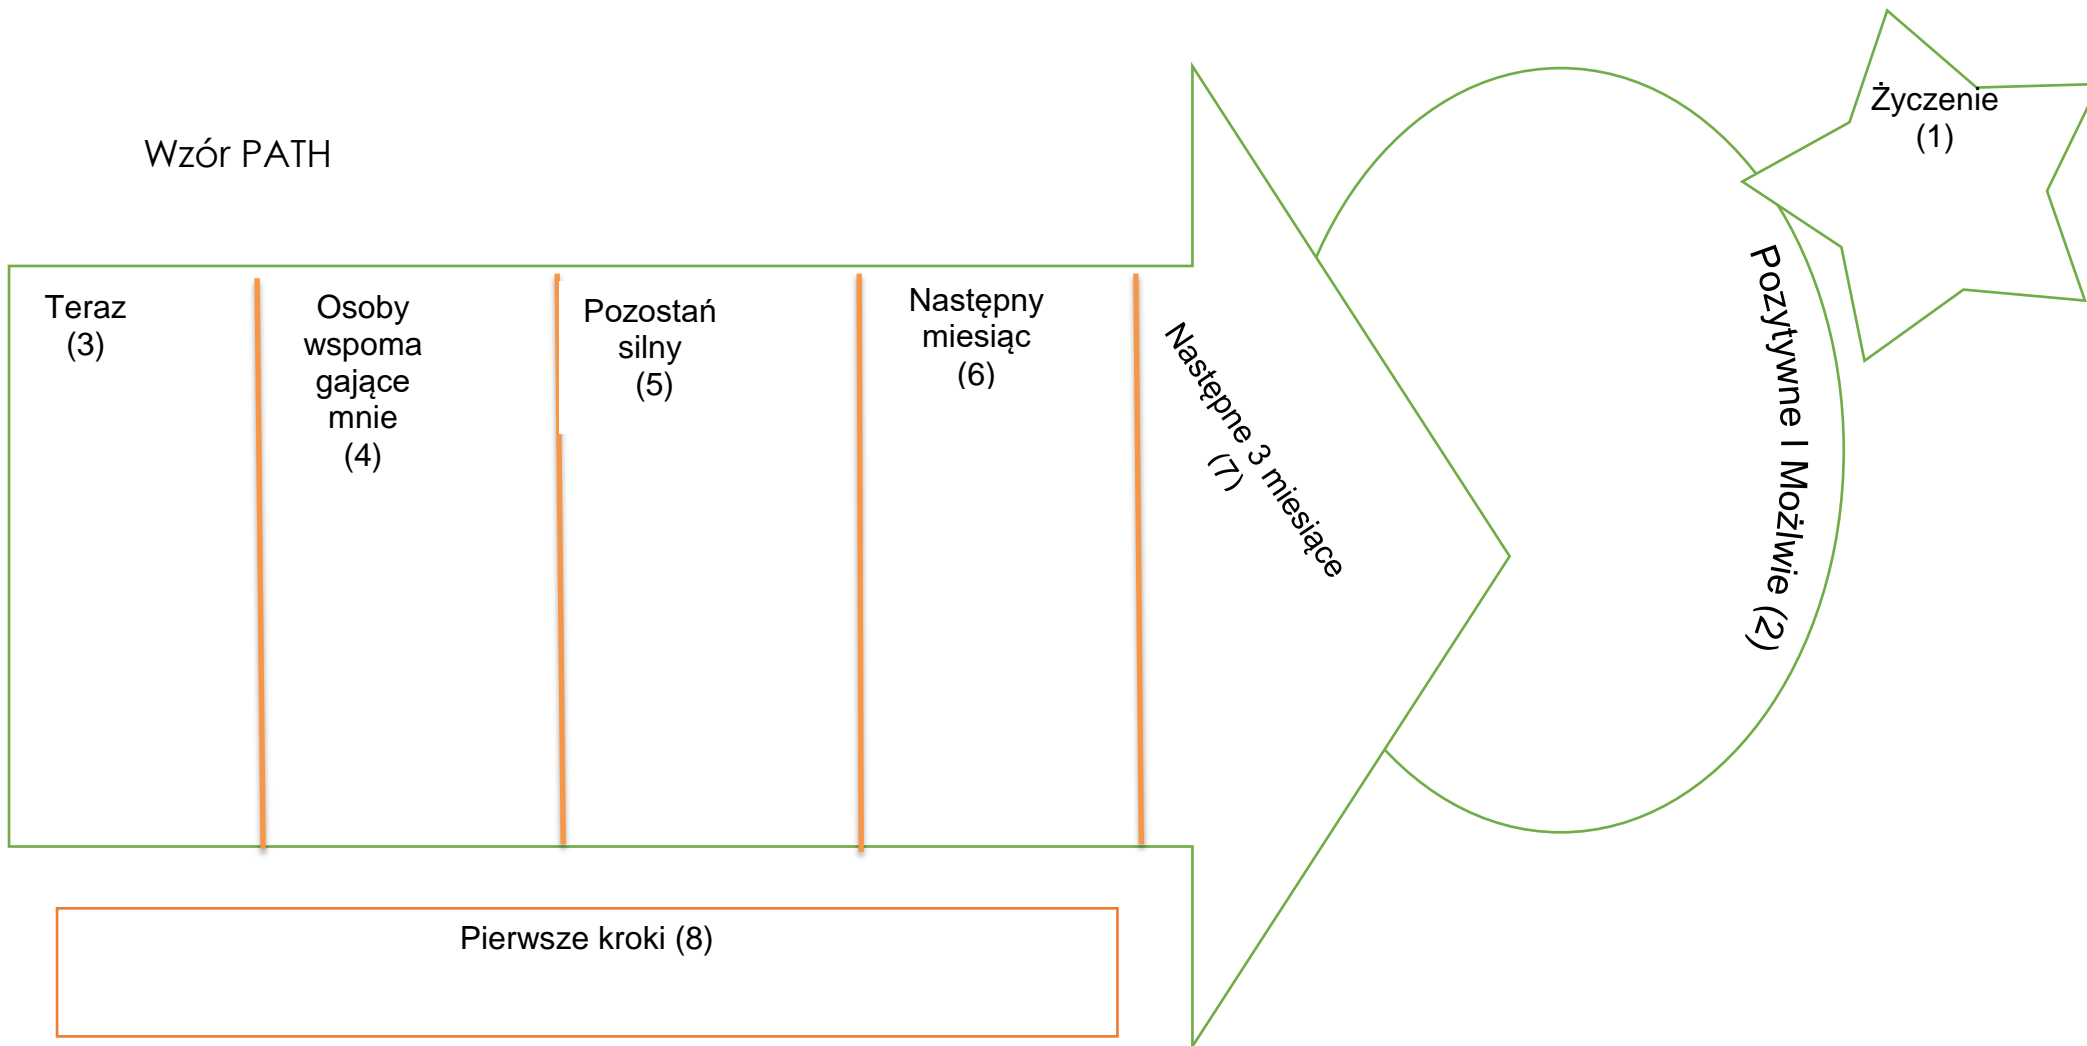 Wzór PATH
Życzenie
(1)
Pozytywne I Możlwie (2)
Teraz
(3)
Osoby
wspoma
gające
mnie
(4)
Pozostań
silny
(5)
Następny
miesiąc
(6)
Następne 3 miesiące
(7)
Pierwsze kroki (8)